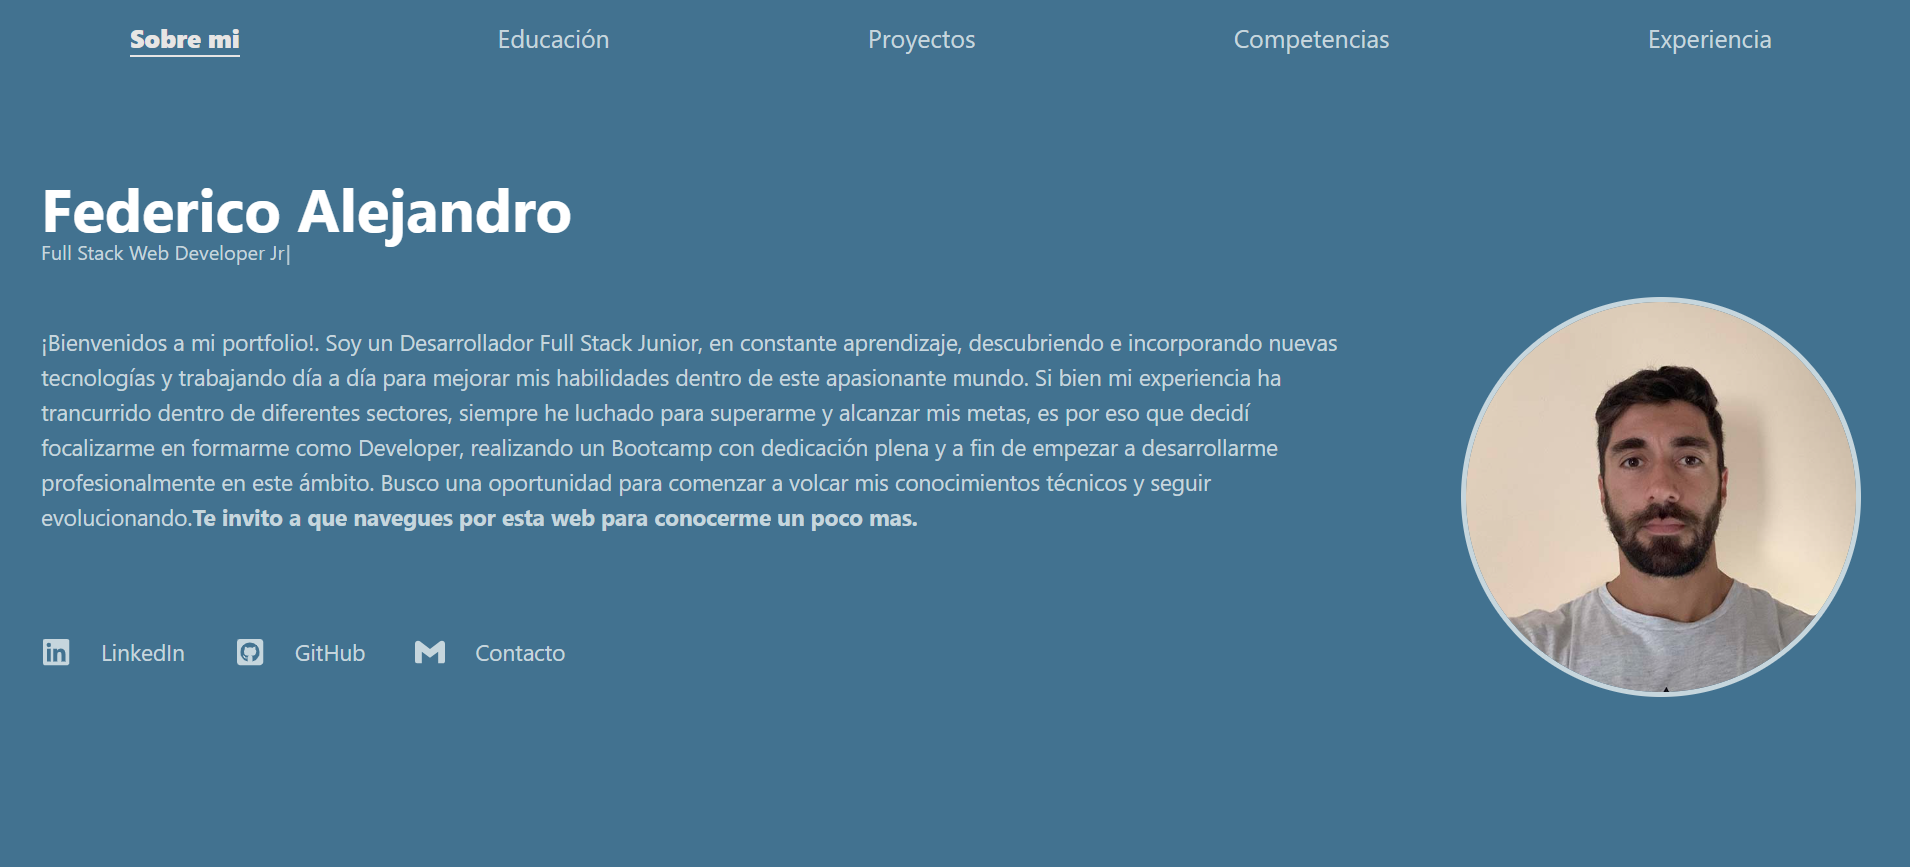 Sobre mi Educación Proyectos Competencias Experiencia
Federico Alejandro
Full Stack Web Developer Jr|
¡Bienvenidos a mi portfolio!. Soy un Desarrollador Full Stack Junior, en constante aprendizaje, descubriendo e incorporando nuevas
tecnologías y trabajando día a día para mejorar mis habilidades dentro de este apasionante mundo. Si bien mi experiencia ha
trancurrido dentro de diferentes sectores, siempre he luchado para superarme y alcanzar mis metas, es por eso que decidí
focalizarme en formarme como Developer, realizando un Bootcamp con dedicación plena y a fin de empezar a desarrollarme
profesionalmente en este ámbito. Busco una oportunidad para comenzar a volcar mis conocimientos técnicos y seguir
evolucionando.Te invito a que navegues por esta web para conocerme un poco mas.
LinkedIn GitHub Contacto